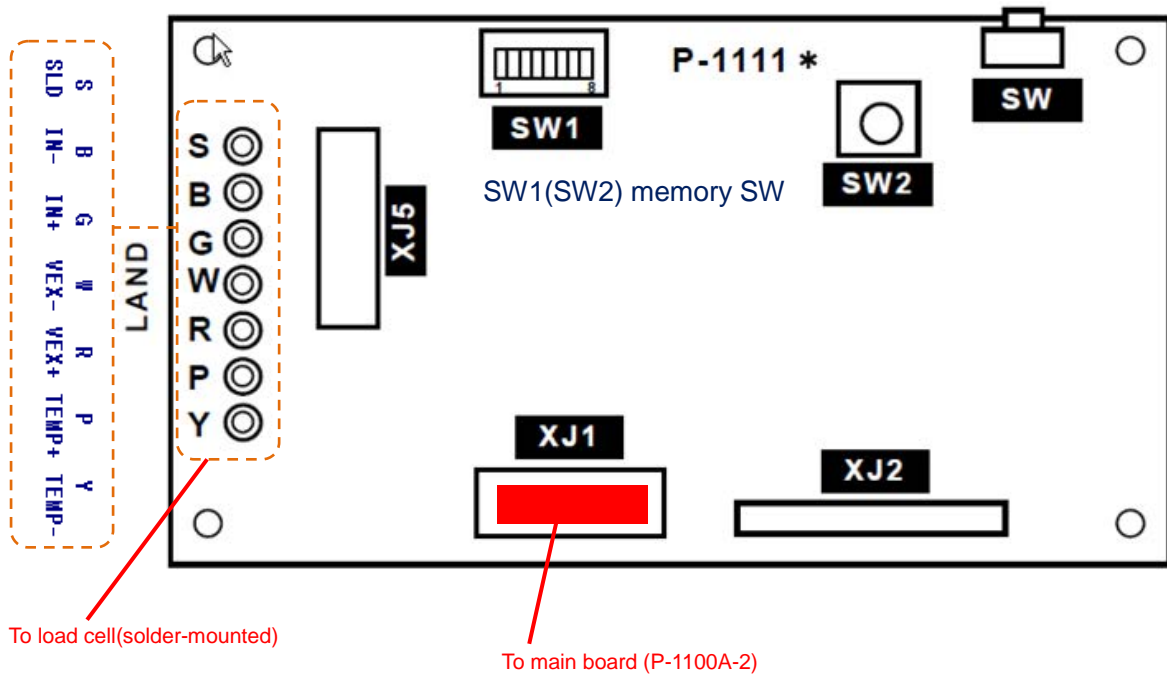 S B G W R P Y
SLD IN- IN+ VEX- VEX+ TEMP+ TEMP-
LAND
S
B
G
W
R
P
Y
XJ5
1 8
SW1
P-1111 *
SW
SW2
SW1(SW2) memory SW
XJ1
XJ2
To load cell(solder-mounted)
To main board (P-1100A-2)